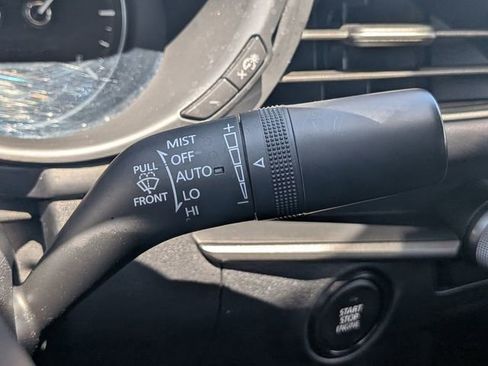 MIST
OFF
PULL
AUTO
FRONT
LO
HI
START
STOP
ENGINE